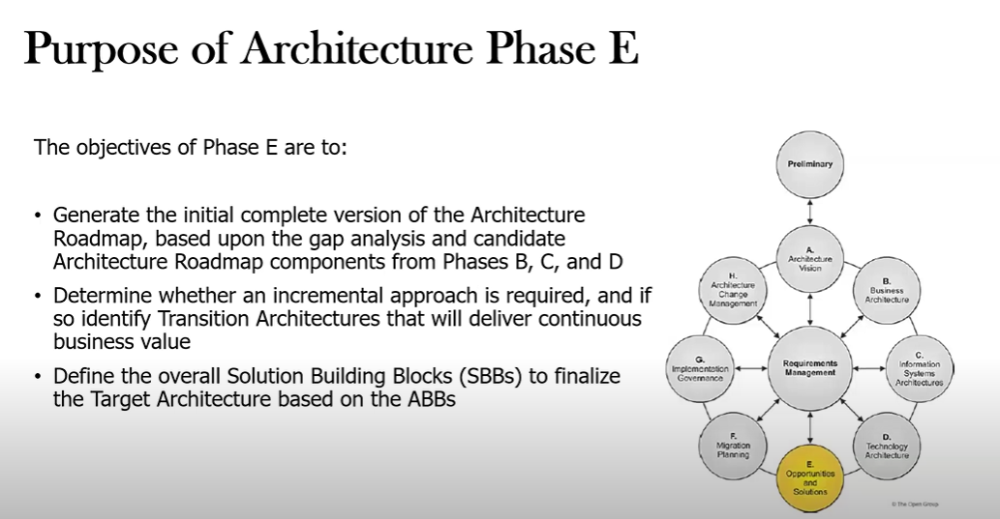 Purpose of Architecture Phase E
The objectives of Phase E are to:
• Generate the initial complete version of the Architecture
Roadmap, based upon the gap analysis and candidate
Architecture Roadmap components from Phases B, C, and D
• Determine whether an incremental approach is required, and if
so identify Transition Architectures that will deliver continuous
business value
• Define the overall Solution Building Blocks (SBBs) to finalize
the Target Architecture based on the ABBs
Preliminary
A.
Architecture
Vision
H.
Architecture
Change
Management
B.
Business
Architecture
G.
Implementation
Governance
Requirements
Management
C.
Information
Systems
Architectures
F.
Migration
Planning
D.
Technology
Architecture
E.
Opportunities
and
Solutions
© The Open Group